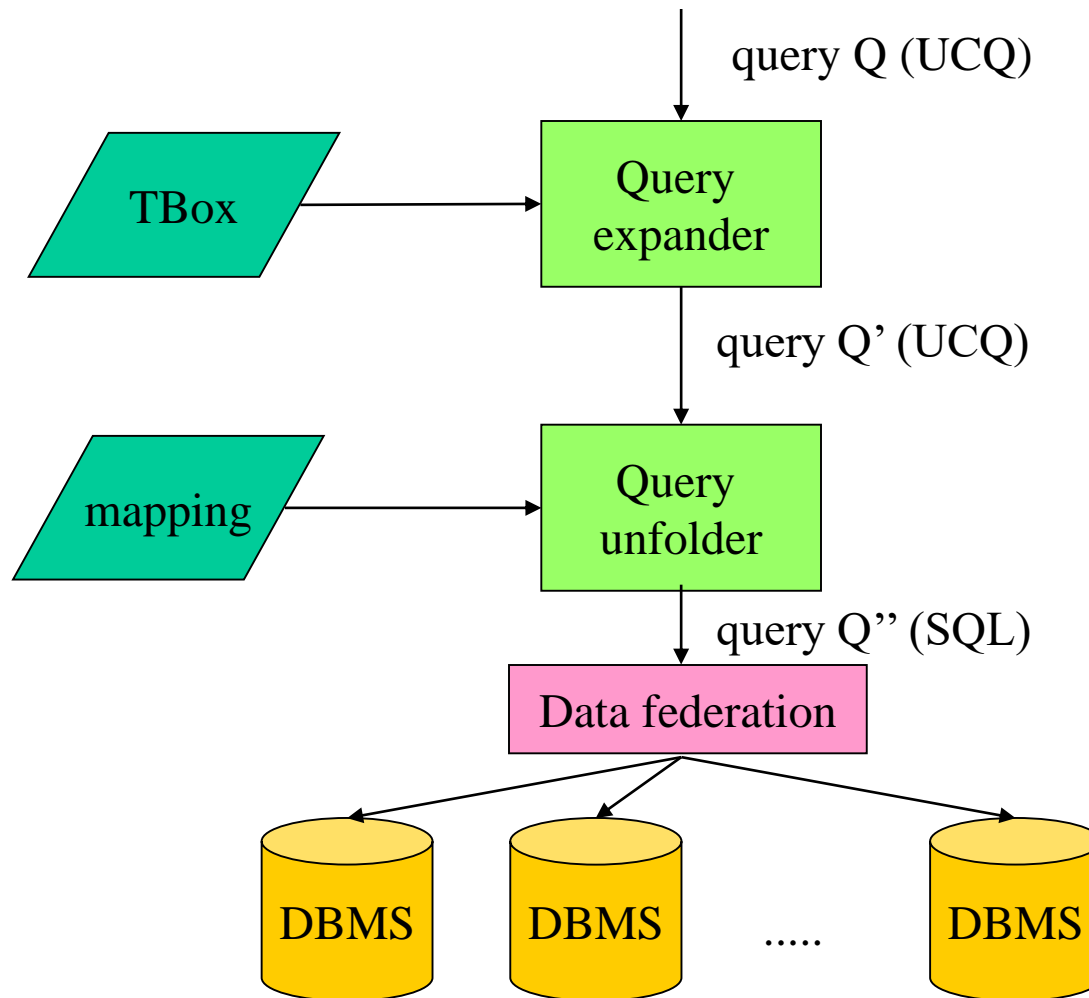 query Q (UCQ)
TBox
Query
expander
query Q’ (UCQ)
mapping
Query
unfolder
query Q’’ (SQL)
Data federation
DBMS
DBMS
.....
DBMS